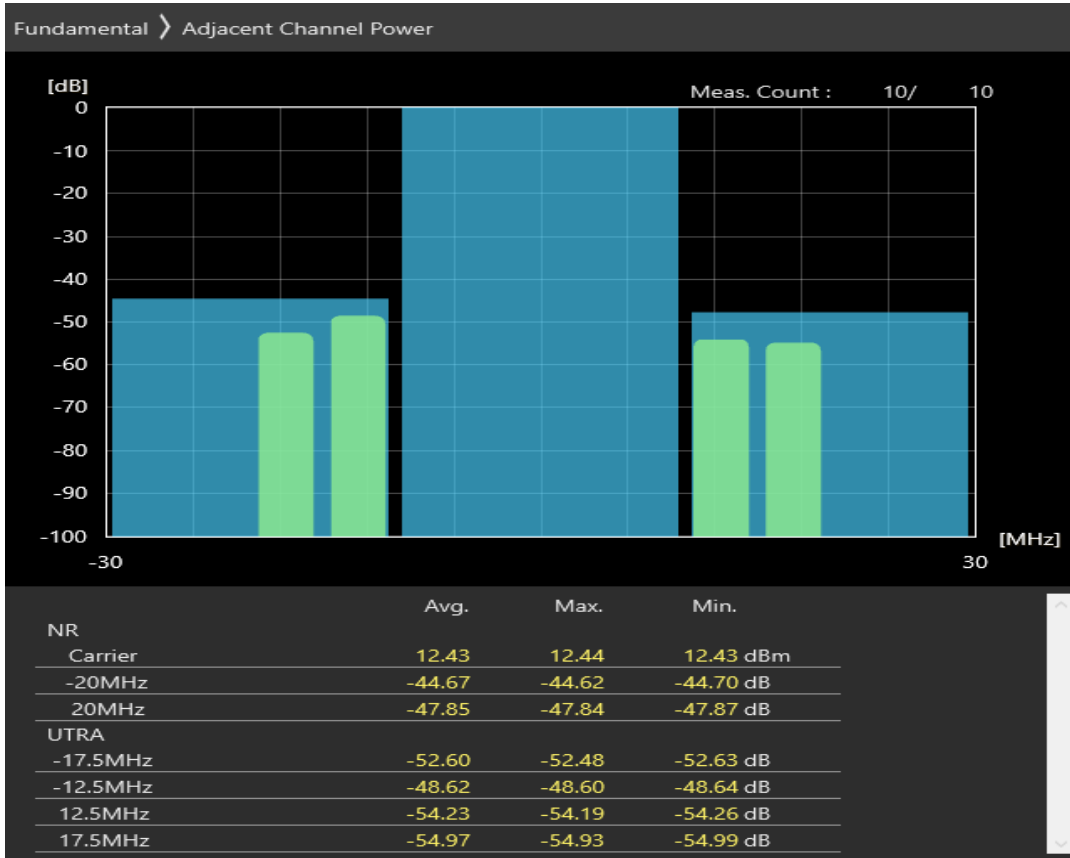 Fundamental ❯ Adjacent Channel Power
[dB]
Meas. Count : 10/ 10
0
-10
-20
-30
-40
-50
-60
-70
-80
-90
-100
[MHz]
-30 30
Avg. Max. Min.
NR
Carrier 12.43 12.44 12.43 dBm
-20MHz -44.67 -44.62 -44.70 dB
20MHz -47.85 -47.84 -47.87 dB
UTRA
-17.5MHz -52.60 -52.48 -52.63 dB
-12.5MHz -48.62 -48.60 -48.64 dB
12.5MHz -54.23 -54.19 -54.26 dB
17.5MHz -54.97 -54.93 -54.99 dB